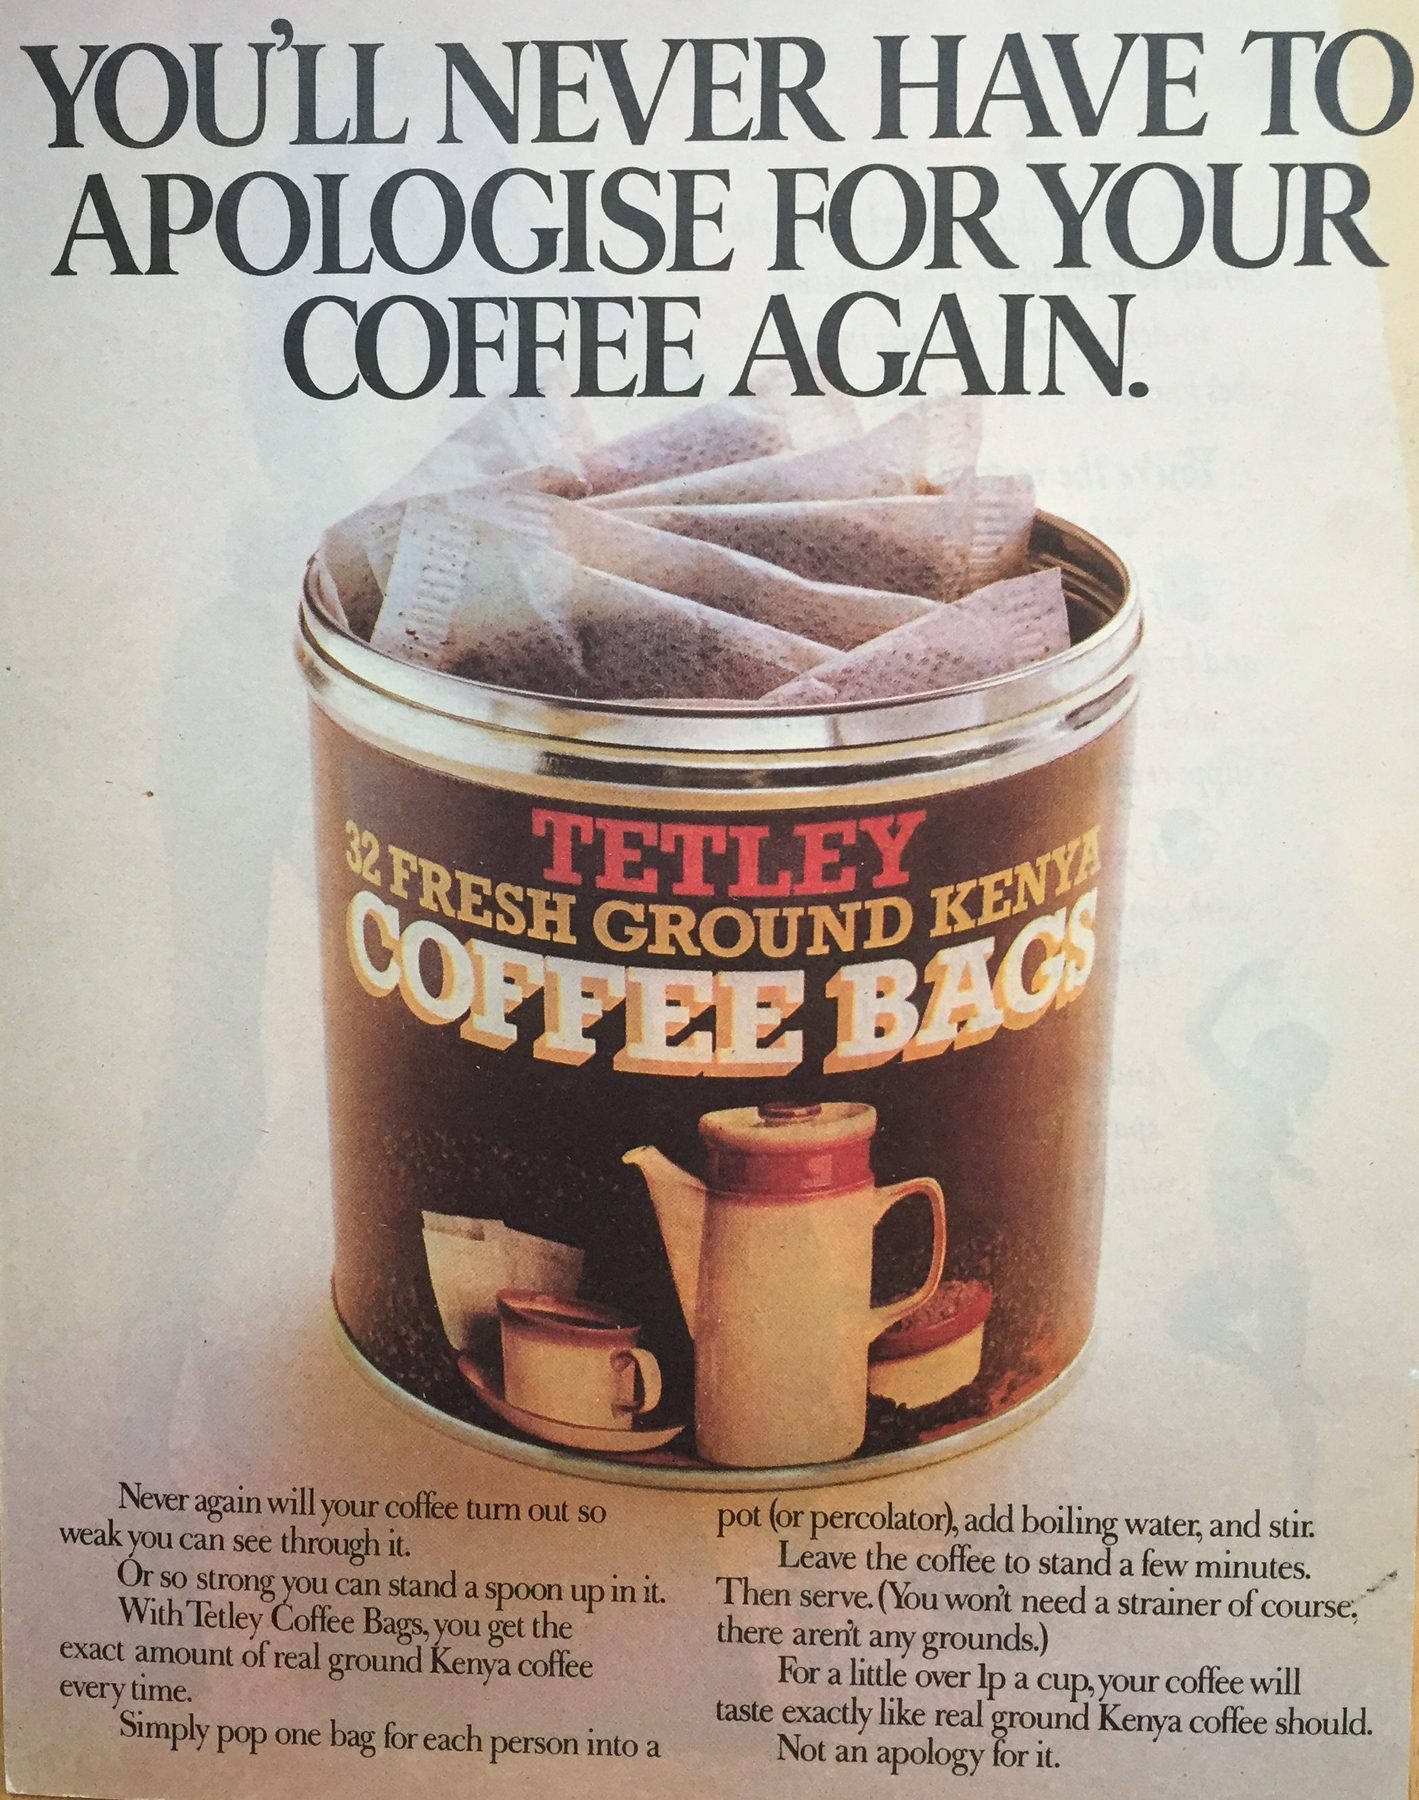 YOU'LL NEVER HAVE TO
APOLOGISE FOR YOUR
COFFEE AGAIN.
TETLEY
32 FRESH GROUND KENYA
COFFEE BAGS
Never again will your coffee turn out so
weak you can see through it.
Or so strong you can stand a spoon up in it.
With Tetley Coffee Bags, you get the
exact amount of real ground Kenya coffee
every time.
Simply pop one bag for each person into a
pot (or percolator), add boiling water, and stir.
Leave the coffee to stand a few minutes.
Then serve. (You won't need a strainer of course,
there aren't any grounds.)
For a little over 1p a cup, your coffee will
taste exactly like real ground Kenya coffee should.
Not an apology for it.